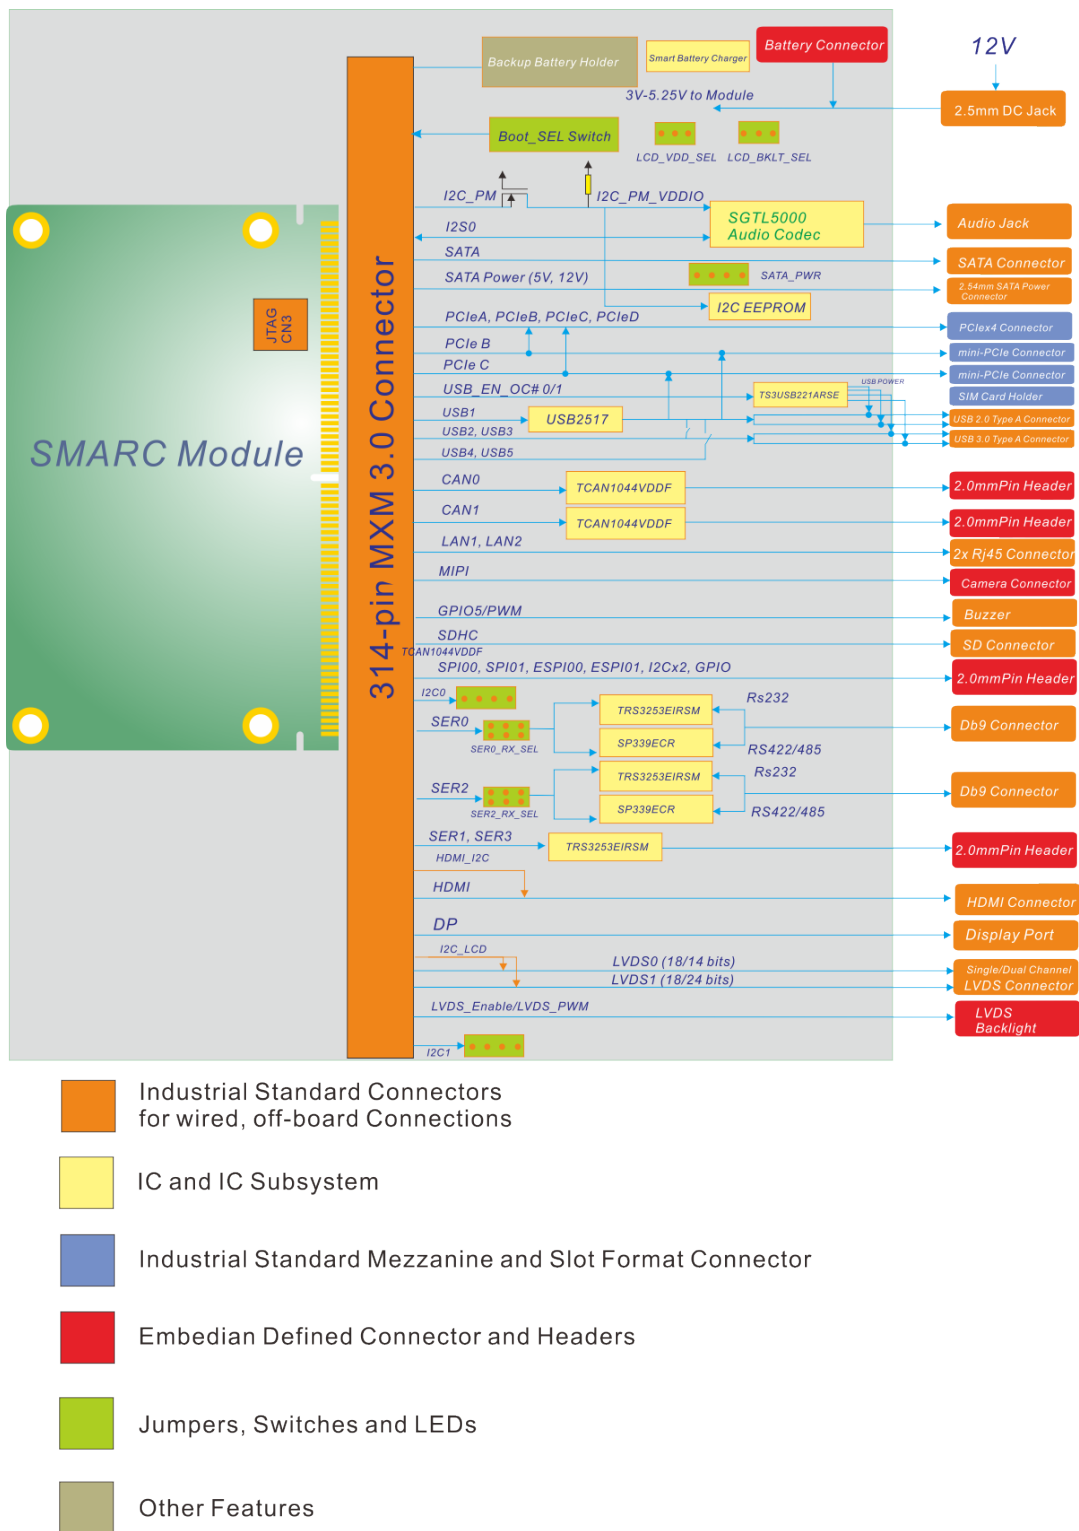 Battery Connector
12V
Backup Battery Holder
Smart Battery Charger
3V-5.25V to Module
2.5mm DC Jack
Boot_SEL Switch
LCD_VDD_SEL
LCD_BKLT_SEL
I2C_PM
I2C_PM_VDDIO
SGTL5000
Audio Codec
Audio Jack
I2S0
SATA
SATA Connector
SATA Power (5V, 12V)
SATA_PWR
2.54mm SATA Power
Connector
I2C EEPROM
JTAG
CN3
PCIeA, PCIeB, PCIeC, PCIeD
PCIex4 Connector
PCIe B
mini-PCIe Connector
PCIe C
mini-PCIe Connector
USB_EN_OC# 0/1
TS3USB221ARSE
USB POWER
SIM Card Holder
USB1
USB2517
USB 2.0 Type A Connector
USB2, USB3
USB 3.0 Type A Connector
USB4, USB5
SMARC Module
314-pin MXM 3.0 Connector
CAN0
TCAN1044VDDF
2.0mmPin Header
CAN1
TCAN1044VDDF
2.0mmPin Header
LAN1, LAN2
2x Rj45 Connector
MIPI
Camera Connector
GPIO5/PWM
Buzzer
SDHC
SD Connector
TCAN1044VDDF
SPI00, SPI01, ESPI00, ESPI01, I2Cx2, GPIO
2.0mmPin Header
I2C0
Rs232
TRS3253EIRSM
SER0
SER0_RX_SEL
SP339ECR
RS422/485
Db9 Connector
Rs232
TRS3253EIRSM
SER2
SER2_RX_SEL
SP339ECR
RS422/485
Db9 Connector
SER1, SER3
TRS3253EIRSM
2.0mmPin Header
HDMI_I2C
HDMI
HDMI Connector
DP
Display Port
I2C_LCD
LVDS0 (18/14 bits)
Single/Dual Channel
LVDS1 (18/24 bits)
LVDS Connector
LVDS_Enable/LVDS_PWM
LVDS
Backlight
I2C1
Industrial Standard Connectors
for wired, off-board Connections
IC and IC Subsystem
Industrial Standard Mezzanine and Slot Format Connector
Embedian Defined Connector and Headers
Jumpers, Switches and LEDs
Other Features